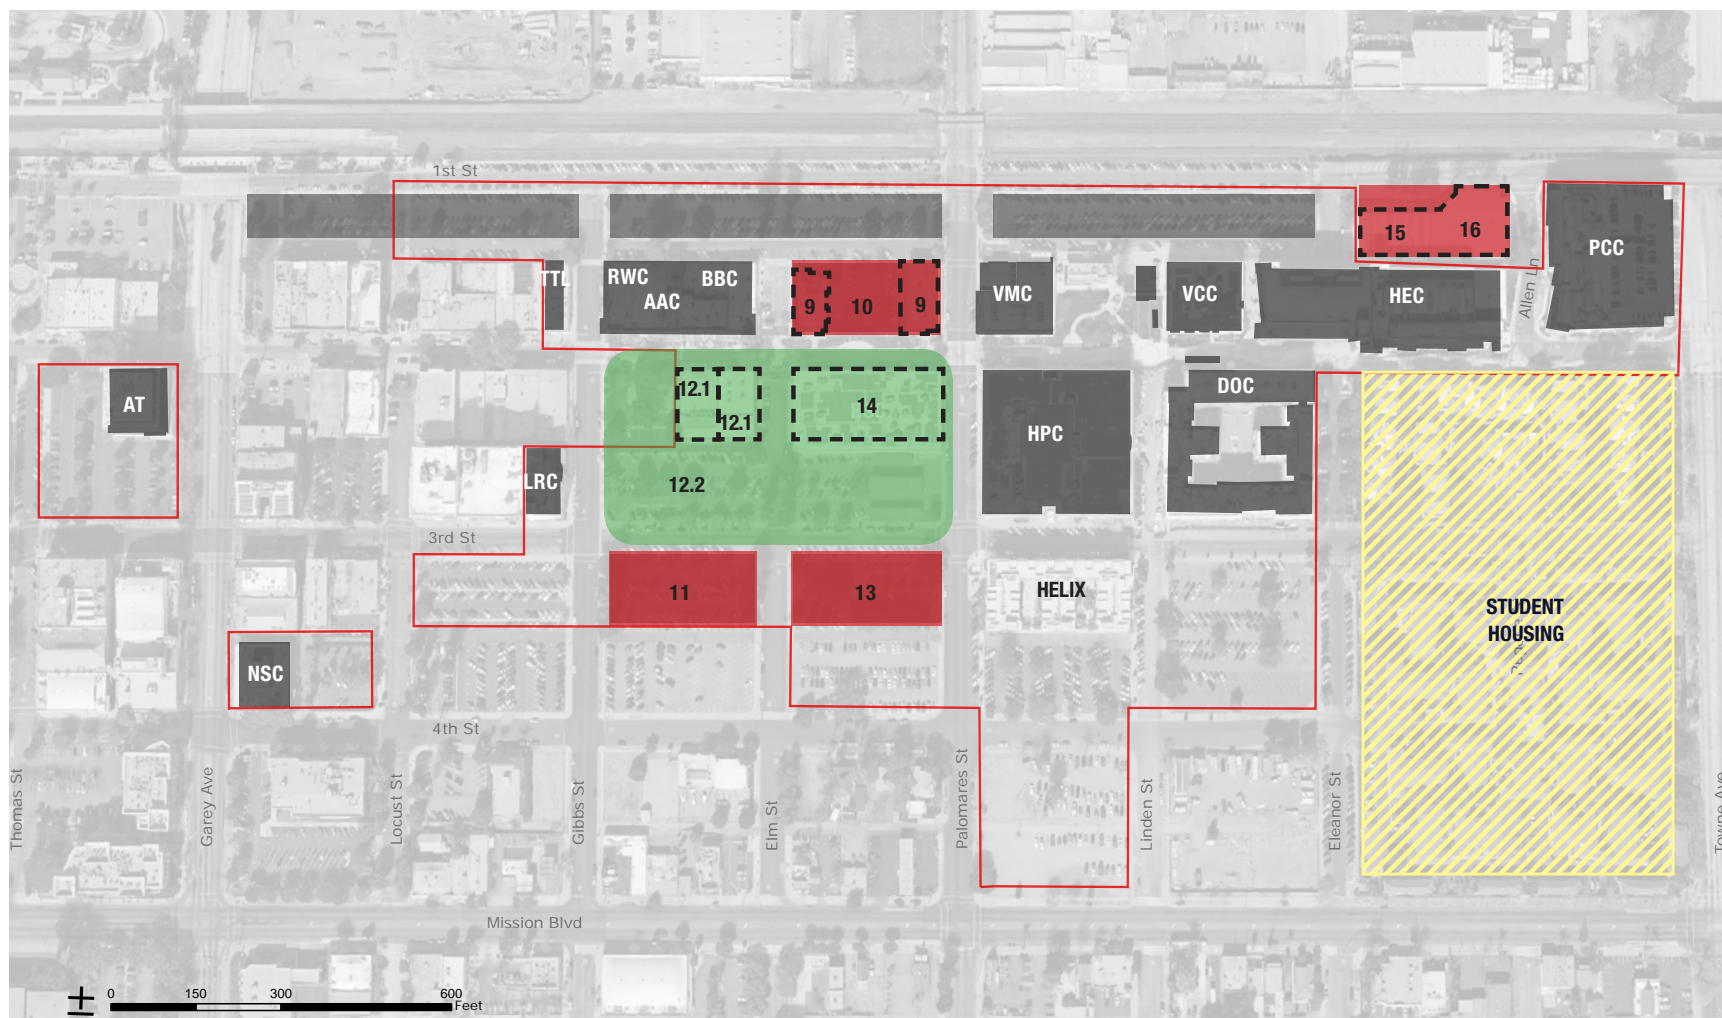 1st St
15
16
PCC
TTL
RWC
BBC
AAC
9
10
9
VMC
VCC
HEC
Allen Ln
AT
12.1
12.1
14
HPC
DOC
LRC
12.2
3rd St
11
13
HELIX
STUDENT
HOUSING
NSC
4th St
Thomas St
Garey Ave
Locust St
Gibbs St
Elm St
Palomares St
Linden St
Eleanor St
Towne Ave
Mission Blvd
0
150
300
600
Feet